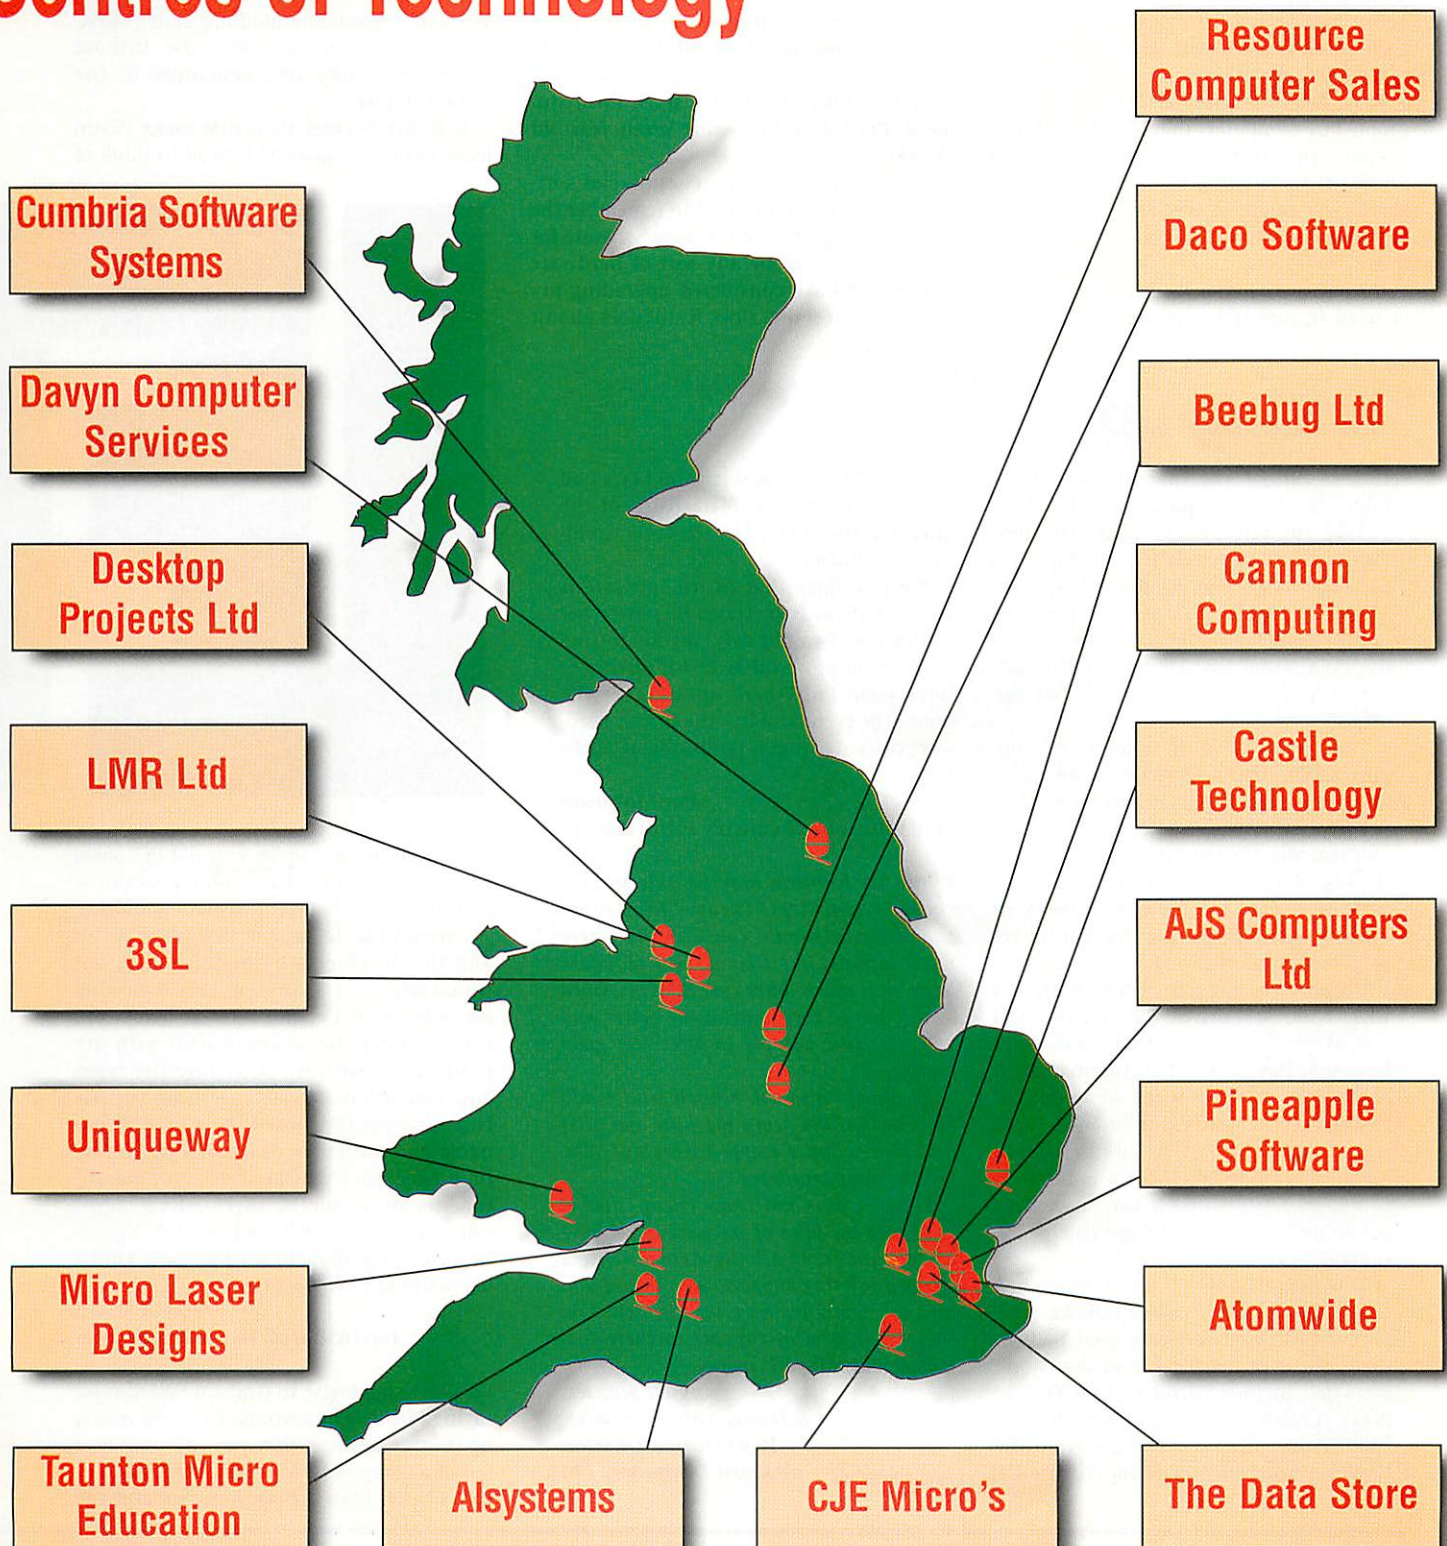 Centres of Technology
Resource
Computer Sales
Cumbria Software
Systems
Daco Software
Davyn Computer
Services
Beebug Ltd
Desktop
Projects Ltd
Cannon
Computing
LMR Ltd
Castle
Technology
3SL
AJS Computers
Ltd
Uniqueway
Pineapple
Software
Micro Laser
Designs
Atomwide
Taunton Micro
Education
Alsystems
CJE Micro's
The Data Store